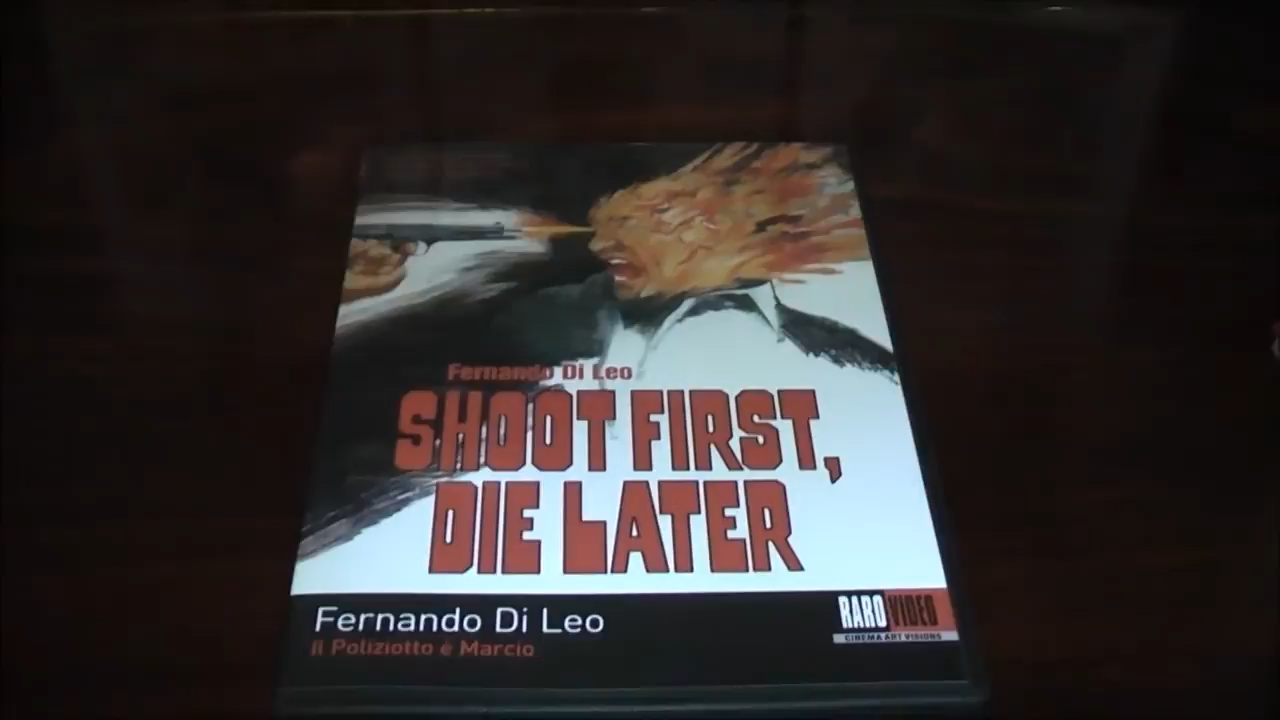 Fernando Di Leo
SHOOT FIRST,
DIE LATER
Fernando Di Leo
Il Poliziotto è Marcio
RARO VIDEO
CINEMA ART VISIONS